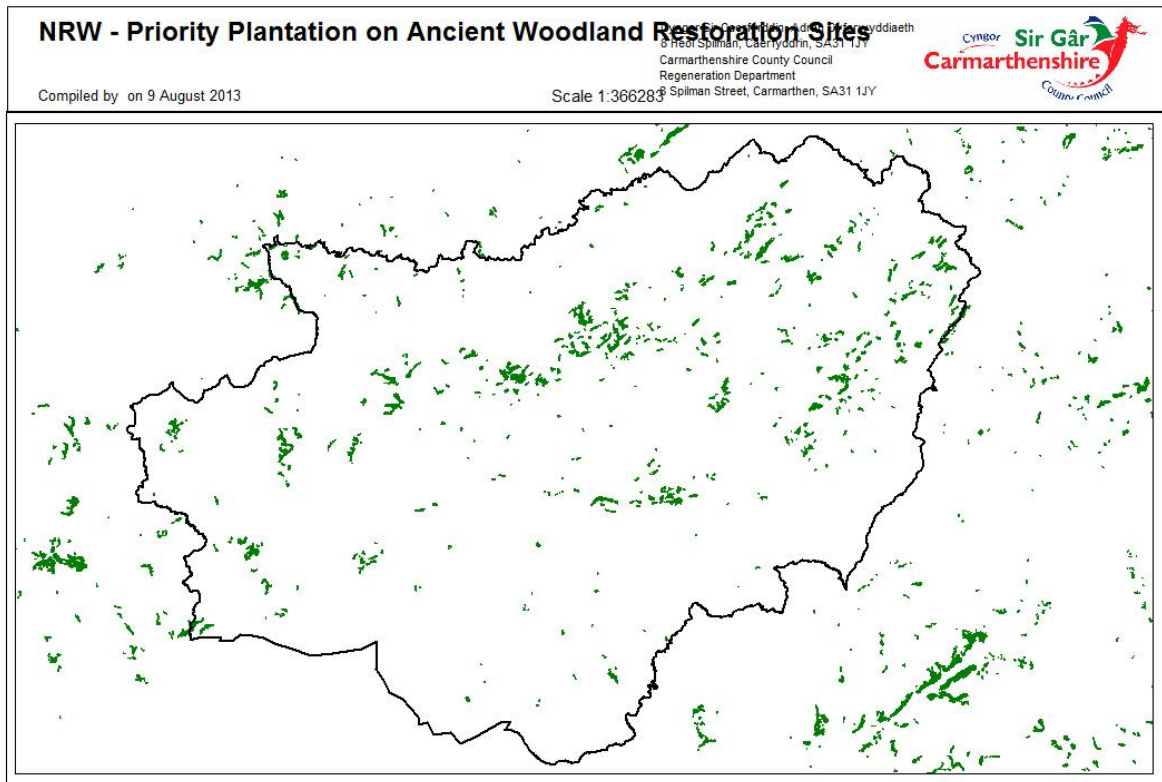 NRW - Priority Plantation on Ancient Woodland Restoration Sites
8 Heol Spilman, Caerfyrddin, SA31 1JY
Carmarthenshire County Council
Regeneration Department
8 Spilman Street, Carmarthen, SA31 1JY
Compiled by on 9 August 2013
Scale 1:366283
Cyngor Sir Gâr
Carmarthenshire
County Council